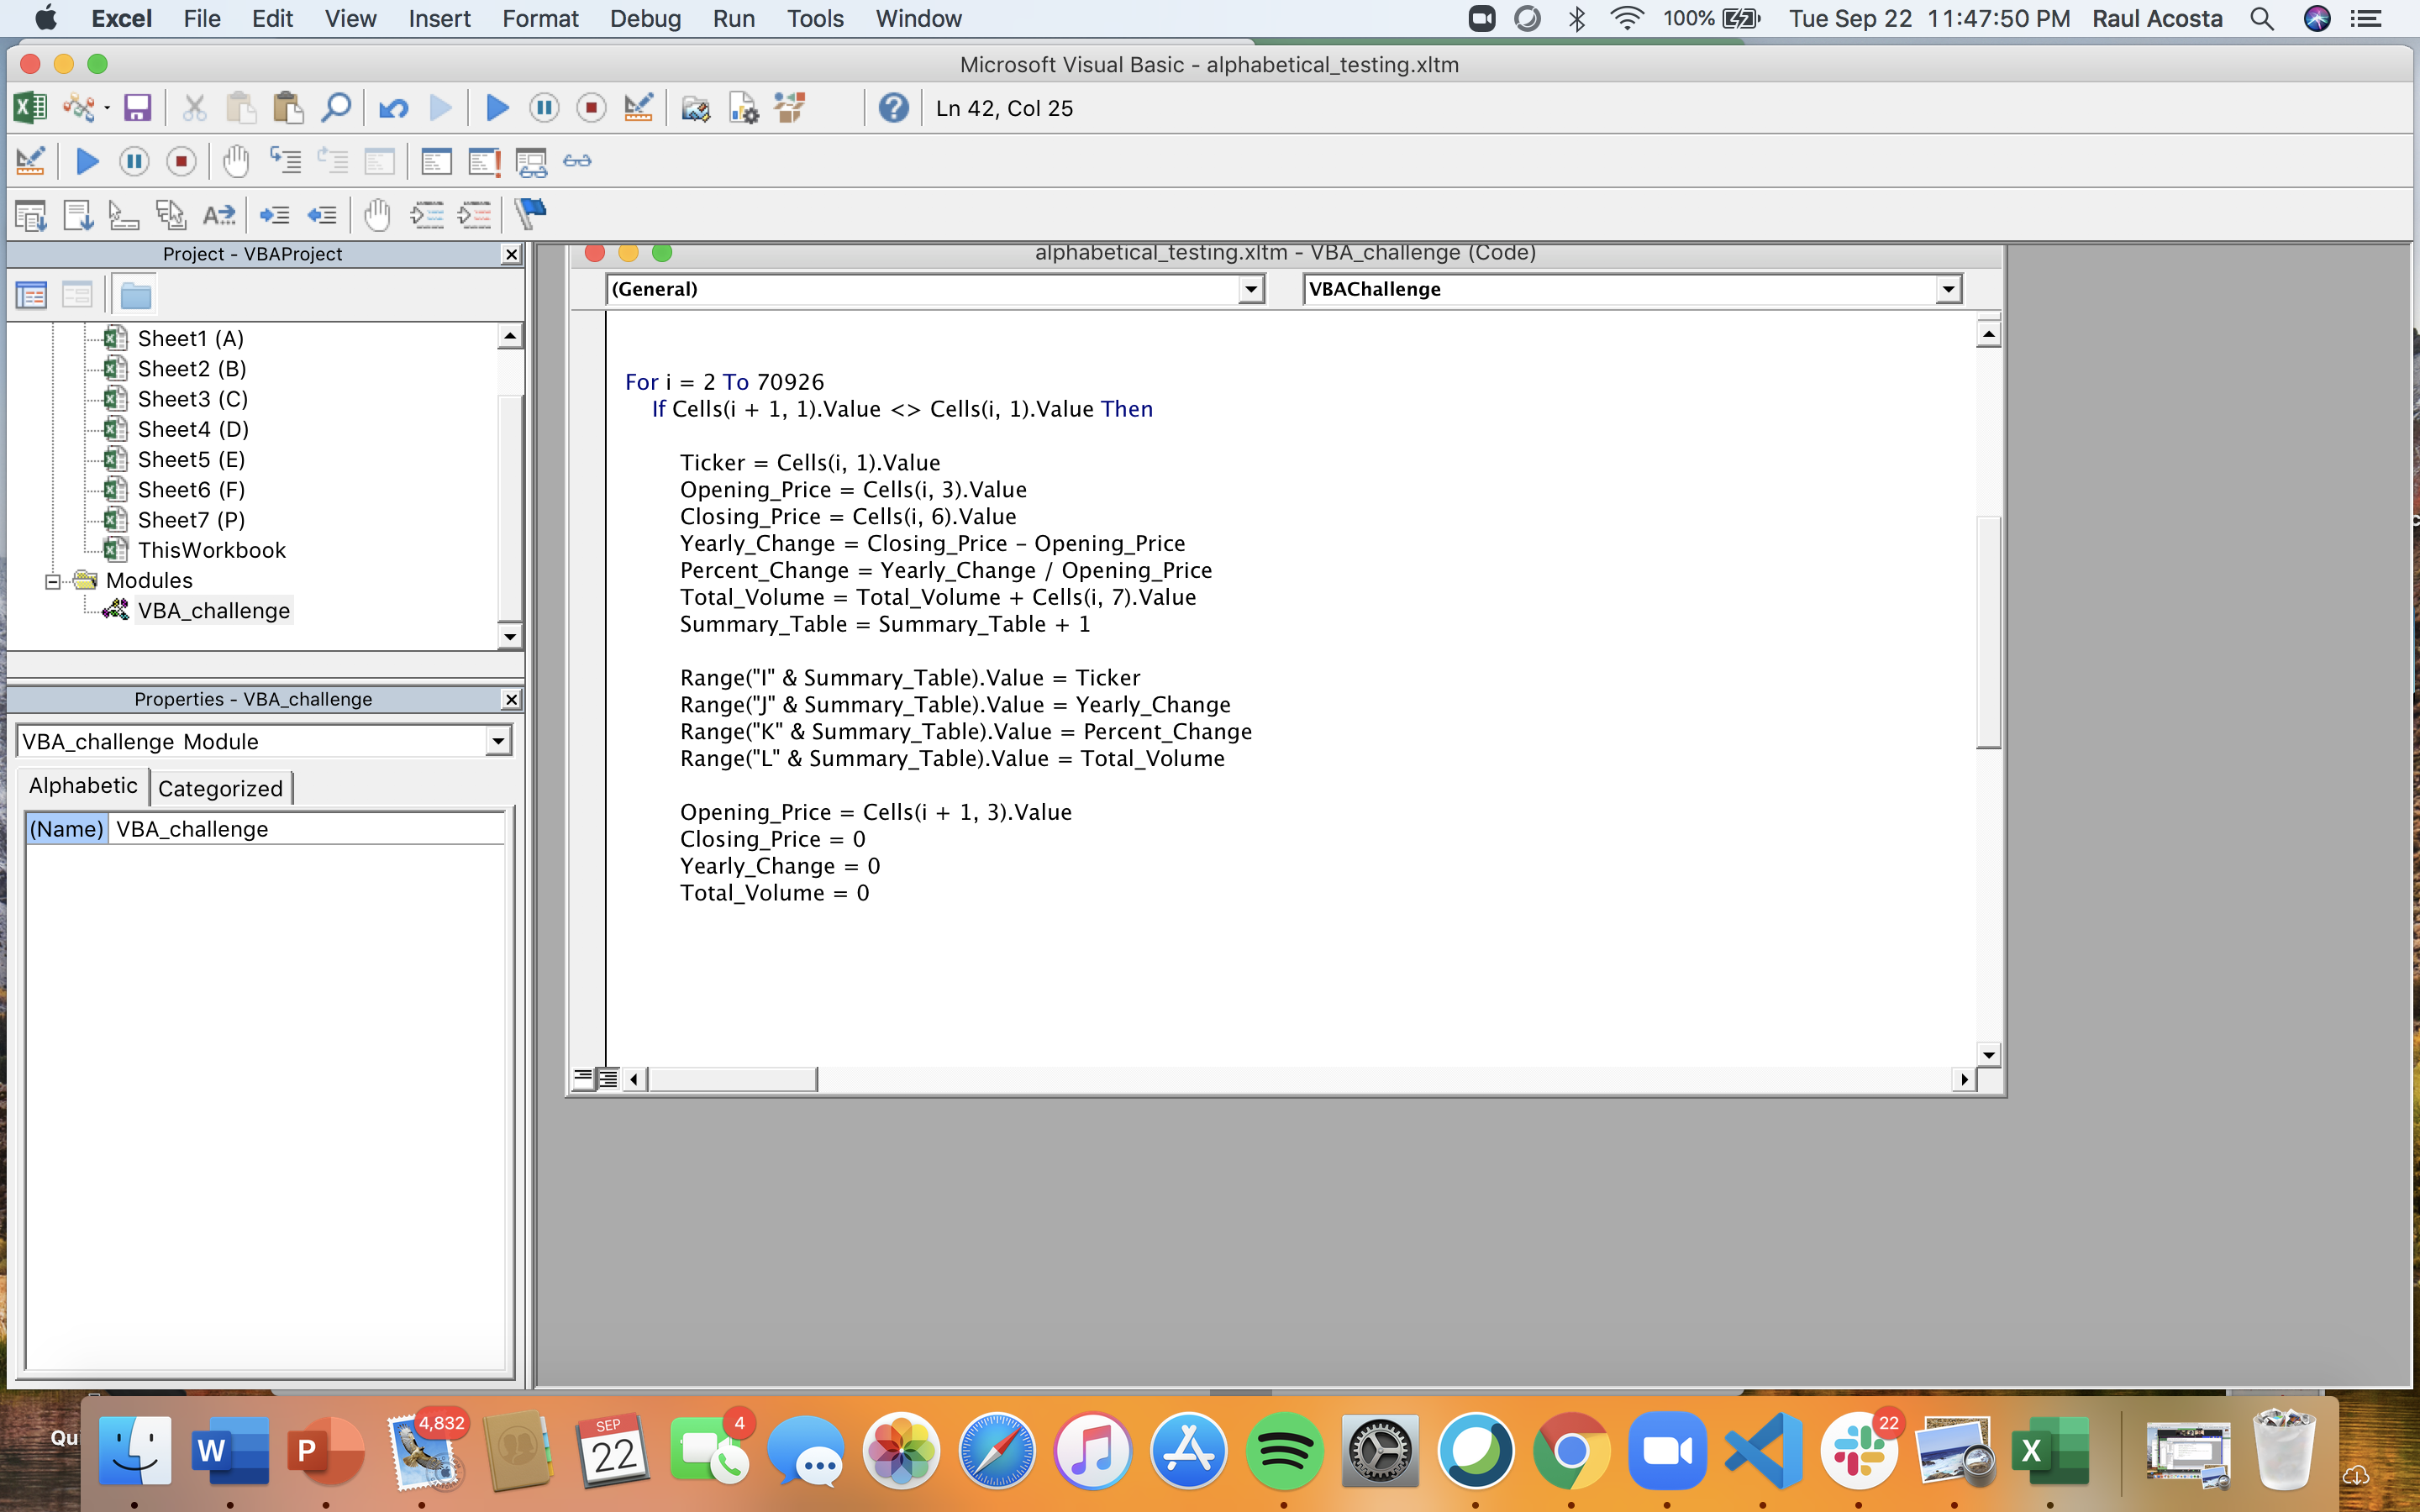 Excel File Edit View Insert Format Debug Run Tools Window 100% Tue Sep 22 11:47:50 PM Raul Acosta
Microsoft Visual Basic - alphabetical_testing.xltm
Ln 42, Col 25
Project - VBAProject
Sheet1 (A)
Sheet2 (B)
Sheet3 (C)
Sheet4 (D)
Sheet5 (E)
Sheet6 (F)
Sheet7 (P)
ThisWorkbook
Modules
VBA_challenge
Properties - VBA_challenge
VBA_challenge Module
Alphabetic Categorized
(Name) VBA_challenge
alphabetical_testing.xltm - VBA_challenge (Code)
(General) VBAChallenge
For i = 2 To 70926
If Cells(i + 1, 1).Value <> Cells(i, 1).Value Then
Ticker = Cells(i, 1).Value
Opening_Price = Cells(i, 3).Value
Closing_Price = Cells(i, 6).Value
Yearly_Change = Closing_Price - Opening_Price
Percent_Change = Yearly_Change / Opening_Price
Total_Volume = Total_Volume + Cells(i, 7).Value
Summary_Table = Summary_Table + 1
Range("I" & Summary_Table).Value = Ticker
Range("J" & Summary_Table).Value = Yearly_Change
Range("K" & Summary_Table).Value = Percent_Change
Range("L" & Summary_Table).Value = Total_Volume
Opening_Price = Cells(i + 1, 3).Value
Closing_Price = 0
Yearly_Change = 0
Total_Volume = 0
Qu
W
P
4,832
SEP
22
4
22
X